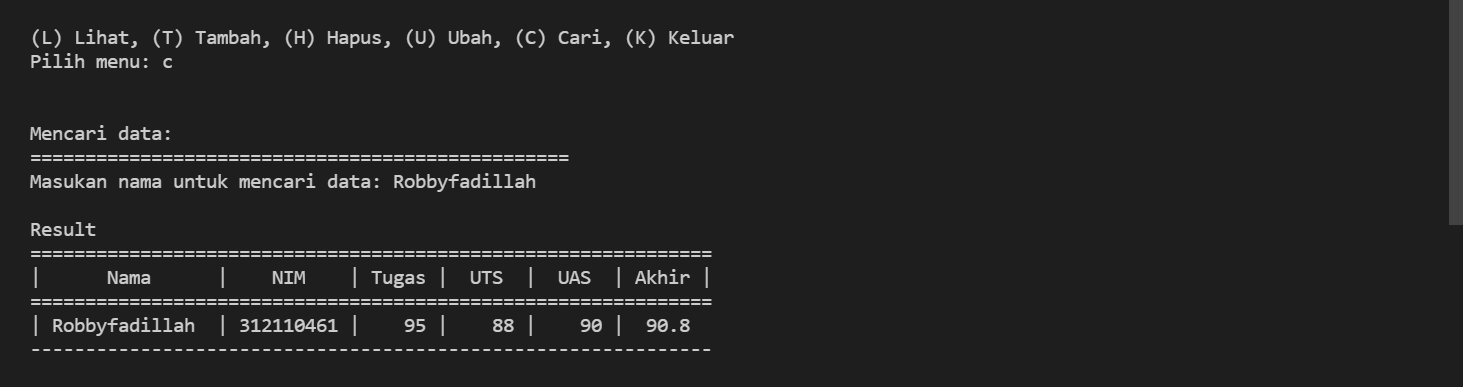 (L) Lihat, (T) Tambah, (H) Hapus, (U) Ubah, (C) Cari, (K) Keluar
Pilih menu: c
Mencari data:
=================================================
Masukan nama untuk mencari data: Robbyfadillah
Result
==============================================================
|      Nama      |    NIM    | Tugas |  UTS  |  UAS  | Akhir |
==============================================================
| Robbyfadillah  | 312110461 |    95 |    88 |    90 |  90.8
--------------------------------------------------------------